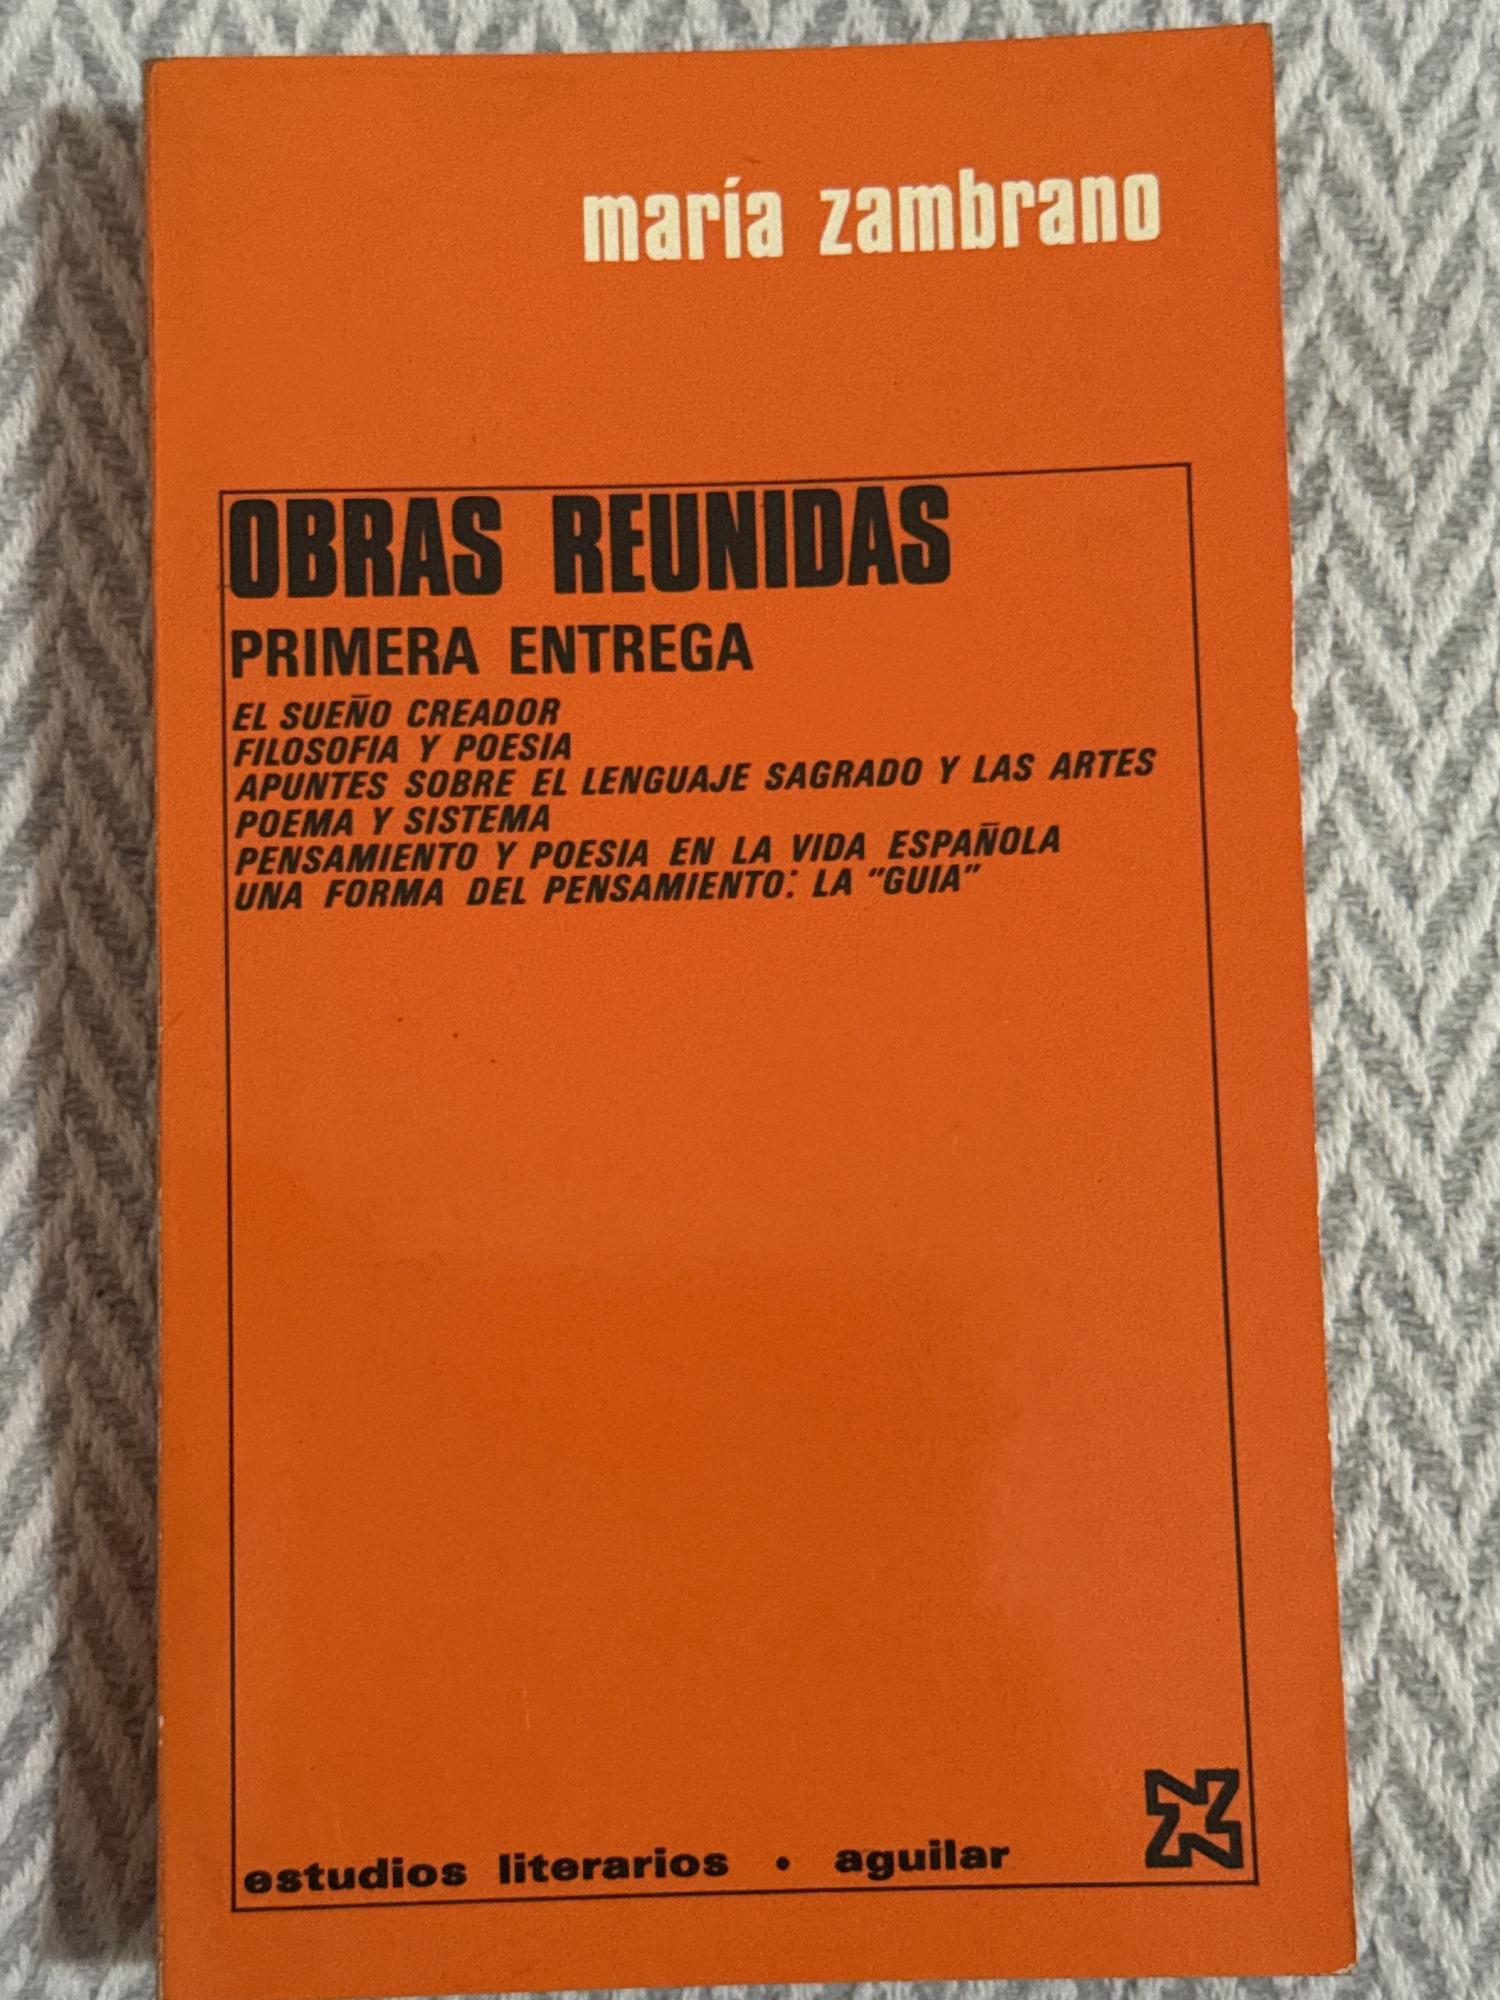 maría zambrano
OBRAS REUNIDAS
PRIMERA ENTREGA
EL SUEÑO CREADOR
FILOSOFIA Y POESIA
APUNTES SOBRE EL LENGUAJE SAGRADO Y LAS ARTES
POEMA Y SISTEMA
PENSAMIENTO Y POESIA EN LA VIDA ESPAÑOLA
UNA FORMA DEL PENSAMIENTO: LA "GUIA"
estudios literarios • aguilar